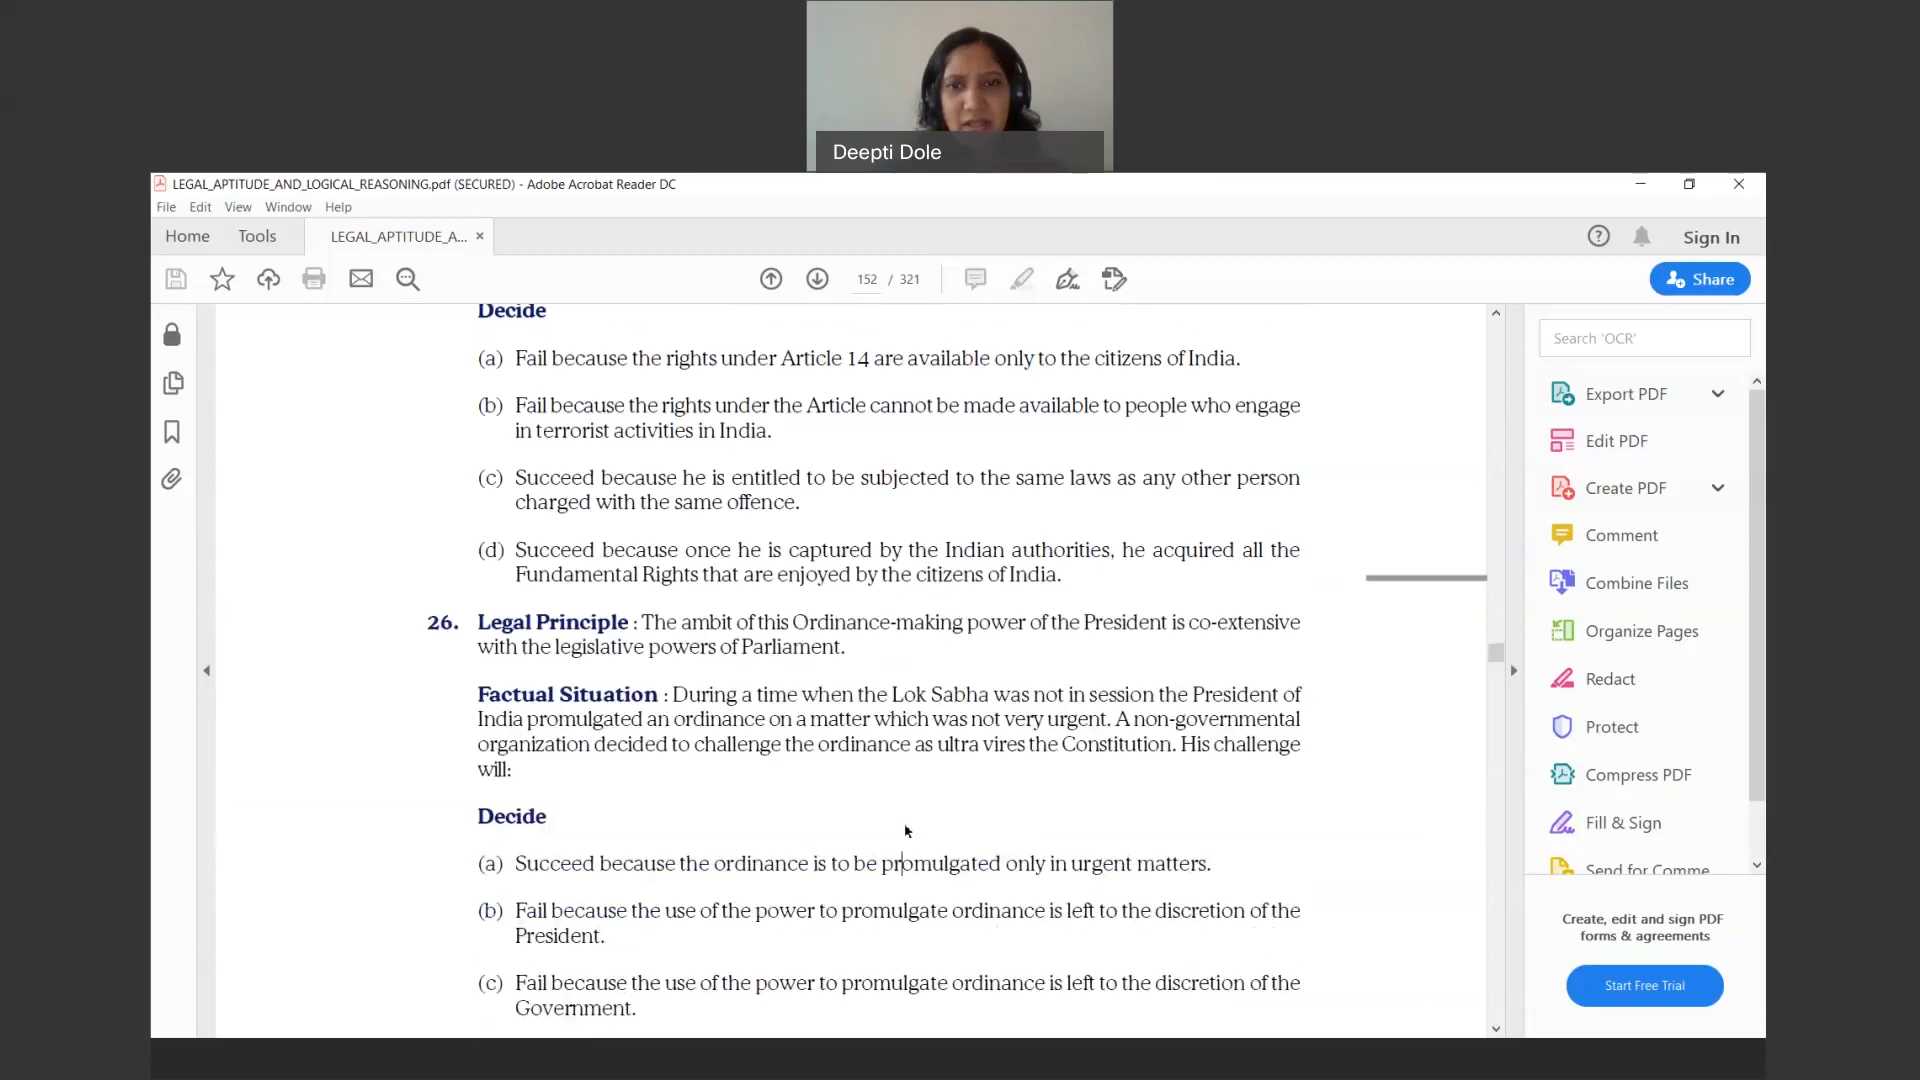 Deepti Dole
LEGAL_APTITUDE_AND_LOGICAL_REASONING.pdf (SECURED) - Adobe Acrobat Reader DC
File Edit View Window Help
Home Tools LEGAL_APTITUDE_A... × Sign In
152 / 321 Share
Decide
(a) Fail because the rights under Article 14 are available only to the citizens of India.
(b) Fail because the rights under the Article cannot be made available to people who engage
in terrorist activities in India.
(c) Succeed because he is entitled to be subjected to the same laws as any other person
charged with the same offence.
(d) Succeed because once he is captured by the Indian authorities, he acquired all the
Fundamental Rights that are enjoyed by the citizens of India.
26. Legal Principle : The ambit of this Ordinance-making power of the President is co-extensive
with the legislative powers of Parliament.
Factual Situation : During a time when the Lok Sabha was not in session the President of
India promulgated an ordinance on a matter which was not very urgent. A non-governmental
organization decided to challenge the ordinance as ultra vires the Constitution. His challenge
will:
Decide
(a) Succeed because the ordinance is to be promulgated only in urgent matters.
(b) Fail because the use of the power to promulgate ordinance is left to the discretion of the
President.
(c) Fail because the use of the power to promulgate ordinance is left to the discretion of the
Government.
Search 'OCR'
Export PDF
Edit PDF
Create PDF
Comment
Combine Files
Organize Pages
Redact
Protect
Compress PDF
Fill & Sign
Send for Comme
Create, edit and sign PDF
forms & agreements
Start Free Trial